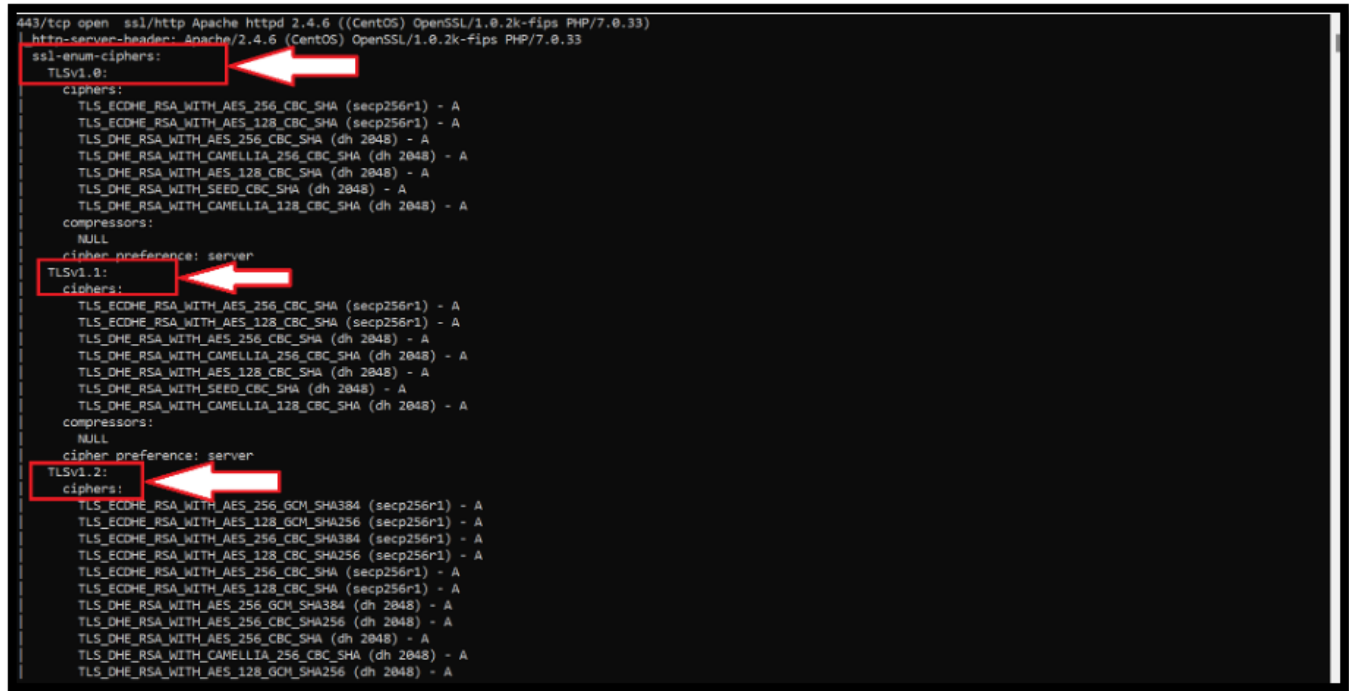 443/tcp open  ssl/http Apache httpd 2.4.6 ((CentOS) OpenSSL/1.0.2k-fips PHP/7.0.33)
_http-server-header: Apache/2.4.6 (CentOS) OpenSSL/1.0.2k-fips PHP/7.0.33
ssl-enum-ciphers:
TLSv1.0:
ciphers:
TLS_ECDHE_RSA_WITH_AES_256_CBC_SHA (secp256r1) - A
TLS_ECDHE_RSA_WITH_AES_128_CBC_SHA (secp256r1) - A
TLS_DHE_RSA_WITH_AES_256_CBC_SHA (dh 2048) - A
TLS_DHE_RSA_WITH_CAMELLIA_256_CBC_SHA (dh 2048) - A
TLS_DHE_RSA_WITH_AES_128_CBC_SHA (dh 2048) - A
TLS_DHE_RSA_WITH_SEED_CBC_SHA (dh 2048) - A
TLS_DHE_RSA_WITH_CAMELLIA_128_CBC_SHA (dh 2048) - A
compressors:
NULL
cipher preference: server
TLSv1.1:
ciphers:
TLS_ECDHE_RSA_WITH_AES_256_CBC_SHA (secp256r1) - A
TLS_ECDHE_RSA_WITH_AES_128_CBC_SHA (secp256r1) - A
TLS_DHE_RSA_WITH_AES_256_CBC_SHA (dh 2048) - A
TLS_DHE_RSA_WITH_CAMELLIA_256_CBC_SHA (dh 2048) - A
TLS_DHE_RSA_WITH_AES_128_CBC_SHA (dh 2048) - A
TLS_DHE_RSA_WITH_SEED_CBC_SHA (dh 2048) - A
TLS_DHE_RSA_WITH_CAMELLIA_128_CBC_SHA (dh 2048) - A
compressors:
NULL
cipher preference: server
TLSv1.2:
ciphers:
TLS_ECDHE_RSA_WITH_AES_256_GCM_SHA384 (secp256r1) - A
TLS_ECDHE_RSA_WITH_AES_128_GCM_SHA256 (secp256r1) - A
TLS_ECDHE_RSA_WITH_AES_256_CBC_SHA384 (secp256r1) - A
TLS_ECDHE_RSA_WITH_AES_128_CBC_SHA256 (secp256r1) - A
TLS_ECDHE_RSA_WITH_AES_256_CBC_SHA (secp256r1) - A
TLS_ECDHE_RSA_WITH_AES_128_CBC_SHA (secp256r1) - A
TLS_DHE_RSA_WITH_AES_256_GCM_SHA384 (dh 2048) - A
TLS_DHE_RSA_WITH_AES_256_CBC_SHA256 (dh 2048) - A
TLS_DHE_RSA_WITH_AES_256_CBC_SHA (dh 2048) - A
TLS_DHE_RSA_WITH_CAMELLIA_256_CBC_SHA (dh 2048) - A
TLS_DHE_RSA_WITH_AES_128_GCM_SHA256 (dh 2048) - A